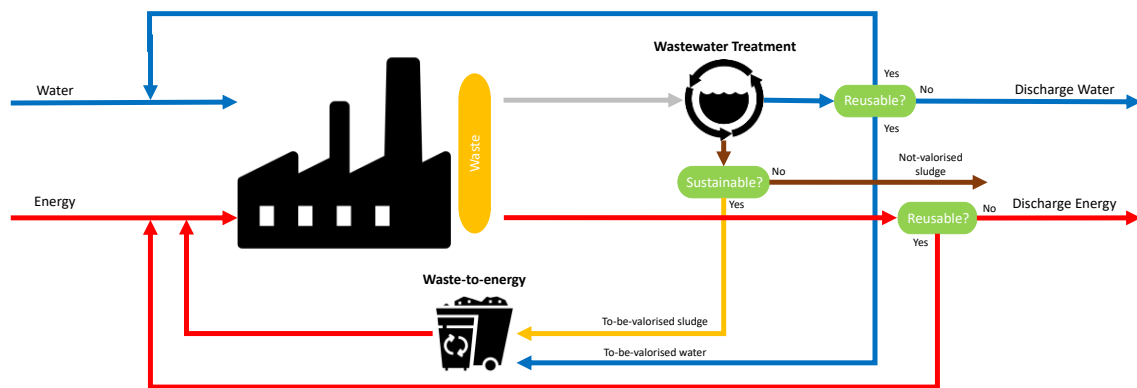 Wastewater Treatment
Yes
Water
Reusable?
No
Discharge Water
Yes
Waste
Not-valorised
sludge
Sustainable?
No
Yes
Energy
Reusable?
No
Discharge Energy
Yes
Waste-to-energy
To-be-valorised sludge
To-be-valorised water